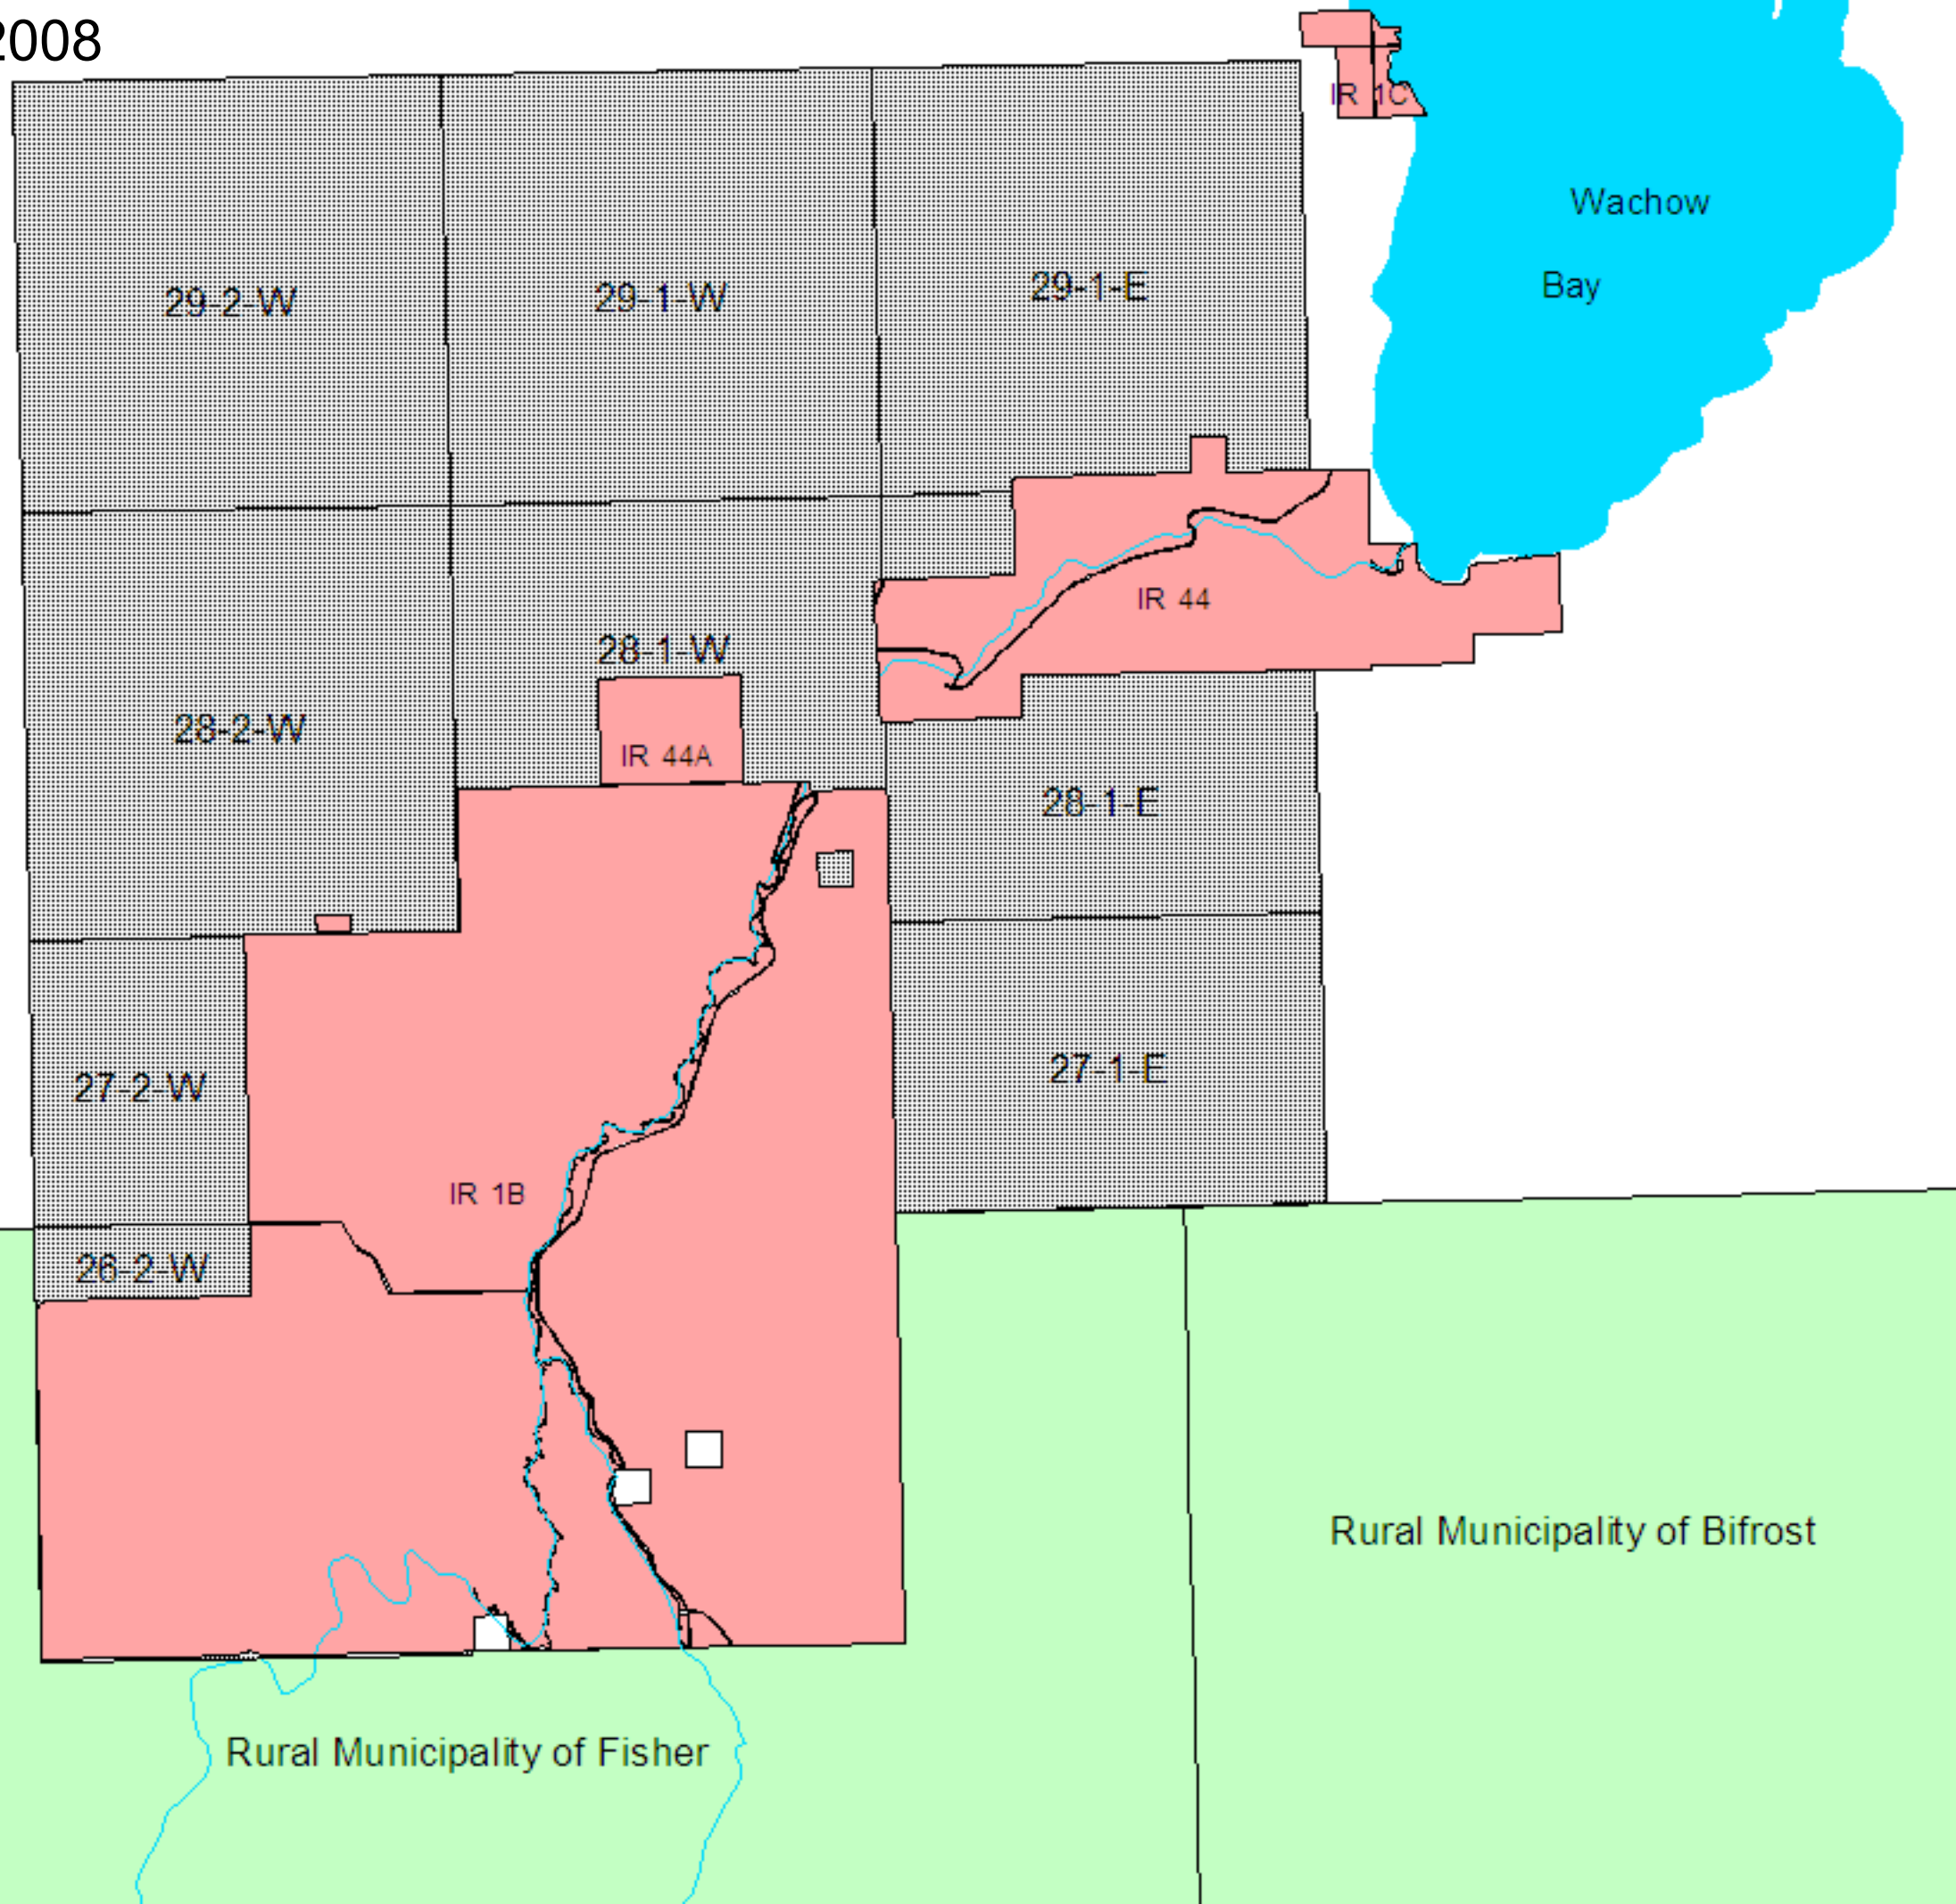 2008
IR 1C
Wachow
Bay
29-2-W
29-1-W
29-1-E
IR 44
28-1-W
28-2-W
IR 44A
28-1-E
27-2-W
27-1-E
IR 1B
26-2-W
Rural Municipality of Bifrost
Rural Municipality of Fisher